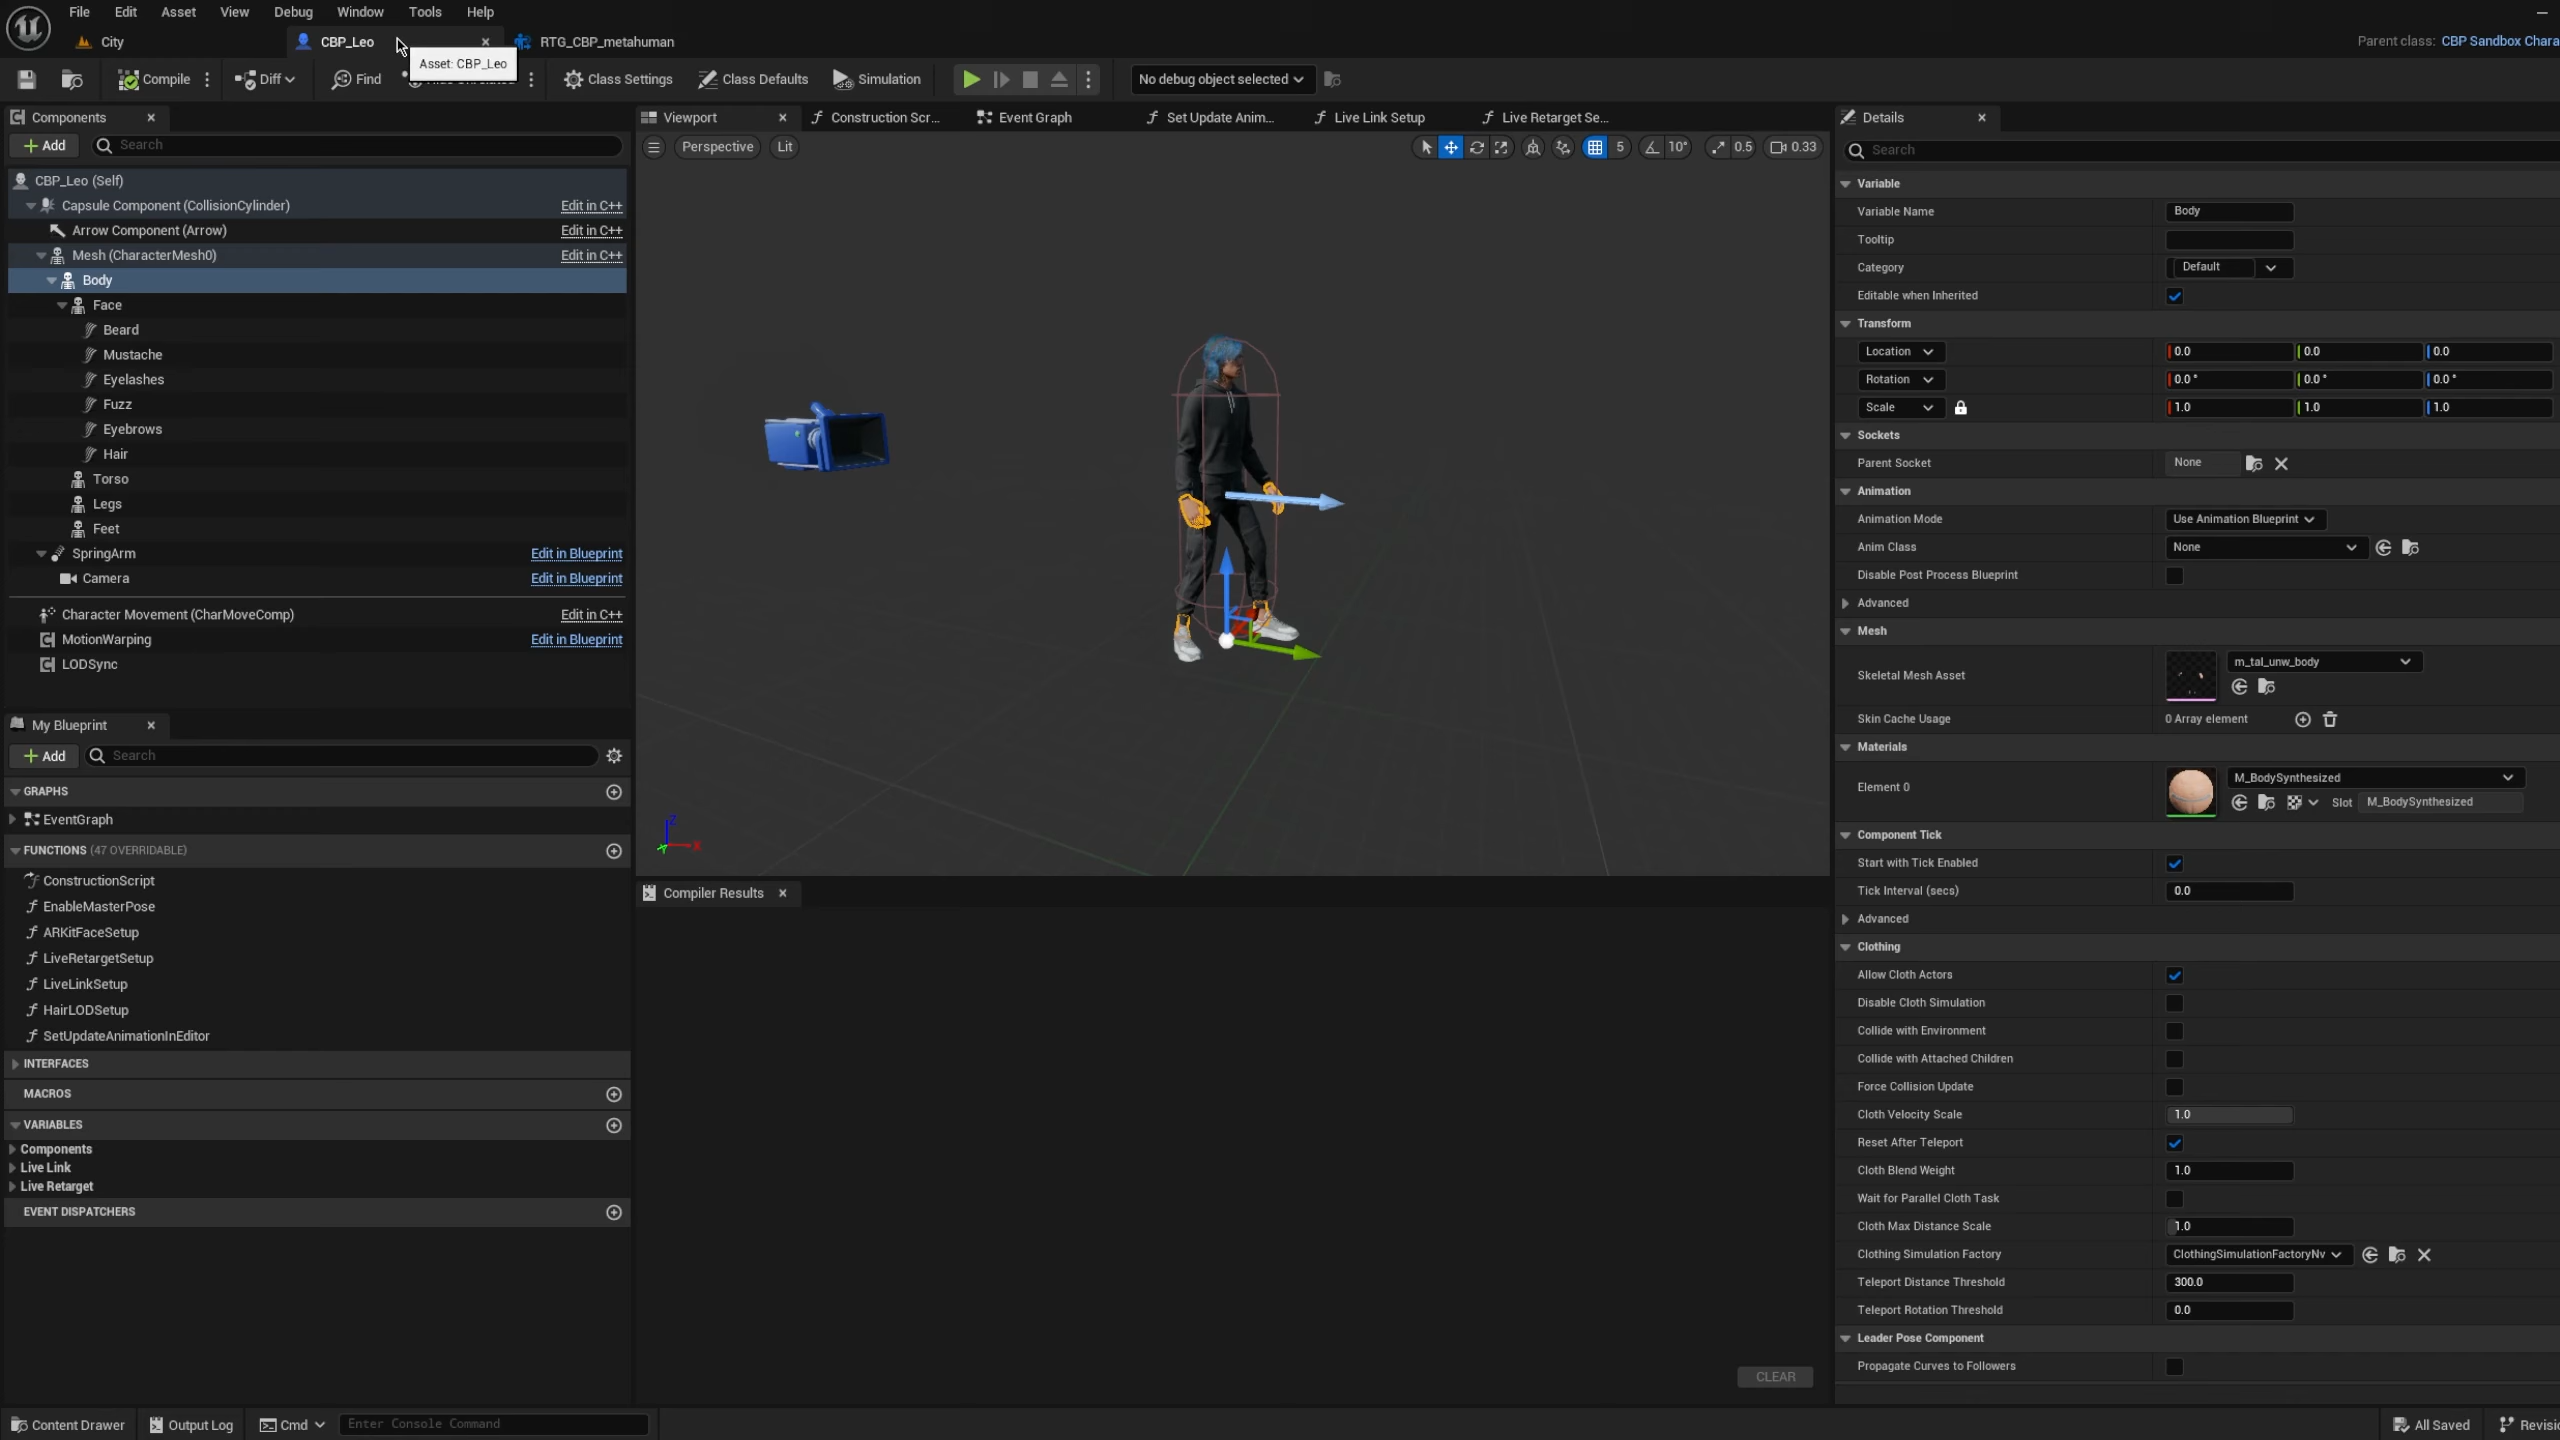 File Edit Asset View Debug Window Tools Help
City CBP_Leo RTG_CBP_metahuman
Parent class: CBP Sandbox Chara
Asset: CBP_Leo
Compile Diff Find Class Settings Class Defaults Simulation No debug object selected
Components
Add Search
CBP_Leo (Self)
Capsule Component (CollisionCylinder) Edit in C++
Arrow Component (Arrow) Edit in C++
Mesh (CharacterMesh0) Edit in C++
Body
Face
Beard
Mustache
Eyelashes
Fuzz
Eyebrows
Hair
Torso
Legs
Feet
SpringArm Edit in Blueprint
Camera Edit in Blueprint
Character Movement (CharMoveComp) Edit in C++
MotionWarping Edit in Blueprint
LODSync
My Blueprint
Add Search
GRAPHS
EventGraph
FUNCTIONS (47 OVERRIDABLE)
ConstructionScript
EnableMasterPose
ARKitFaceSetup
LiveRetargetSetup
LiveLinkSetup
HairLODSetup
SetUpdateAnimationInEditor
INTERFACES
MACROS
VARIABLES
Components
Live Link
Live Retarget
EVENT DISPATCHERS
Viewport Construction Scr... Event Graph Set Update Anim... Live Link Setup Live Retarget Se...
Perspective Lit 5 10° 0.5 0.33
Z
X
Compiler Results
CLEAR
Details
Search
Variable
Variable Name Body
Tooltip
Category Default
Editable when Inherited
Transform
Location 0.0 0.0 0.0
Rotation 0.0° 0.0° 0.0°
Scale 1.0 1.0 1.0
Sockets
Parent Socket None
Animation
Animation Mode Use Animation Blueprint
Anim Class None
Disable Post Process Blueprint
Advanced
Mesh
Skeletal Mesh Asset m_tal_unw_body
Skin Cache Usage 0 Array element
Materials
Element 0 M_BodySynthesized
Slot M_BodySynthesized
Component Tick
Start with Tick Enabled
Tick Interval (secs) 0.0
Advanced
Clothing
Allow Cloth Actors
Disable Cloth Simulation
Collide with Environment
Collide with Attached Children
Force Collision Update
Cloth Velocity Scale 1.0
Reset After Teleport
Cloth Blend Weight 1.0
Wait for Parallel Cloth Task
Cloth Max Distance Scale 1.0
Clothing Simulation Factory ClothingSimulationFactoryNv
Teleport Distance Threshold 300.0
Teleport Rotation Threshold 0.0
Leader Pose Component
Propagate Curves to Followers
Content Drawer Output Log Cmd Enter Console Command All Saved Revisi